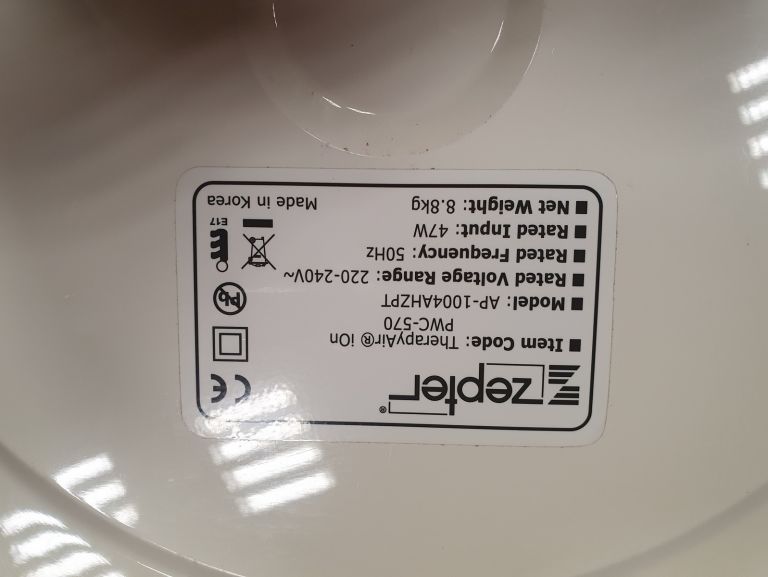 zepter®
CE
■ Item Code: TherapyAir® iOn
PWC-570
■ Model: AP-1004AHZPT
■ Rated Voltage Range: 220-240V~
■ Rated Frequency: 50Hz
■ Rated Input: 47W
■ Net Weight: 8.8kg
Pb
E17
Made in Korea